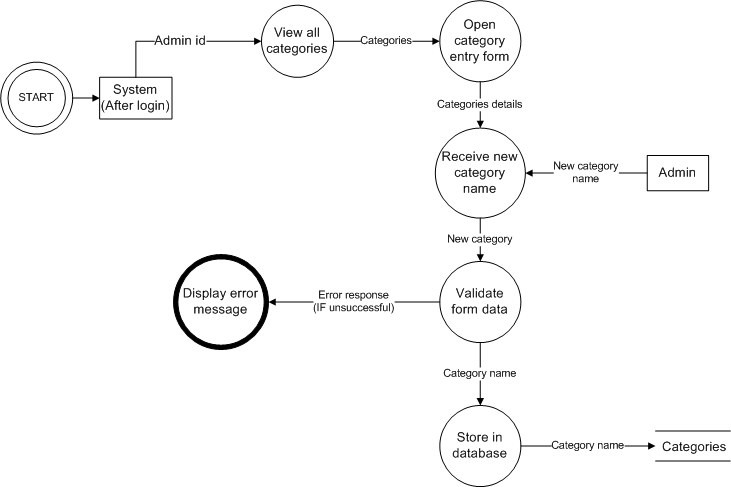 START
System
(After login)
Admin id
View all
categories
Categories
Open
category
entry form
Categories details
Receive new
category
name
New category
name
Admin
New category
Validate
form data
Error response
(IF unsuccessful)
Display error
message
Category name
Store in
database
Category name
Categories